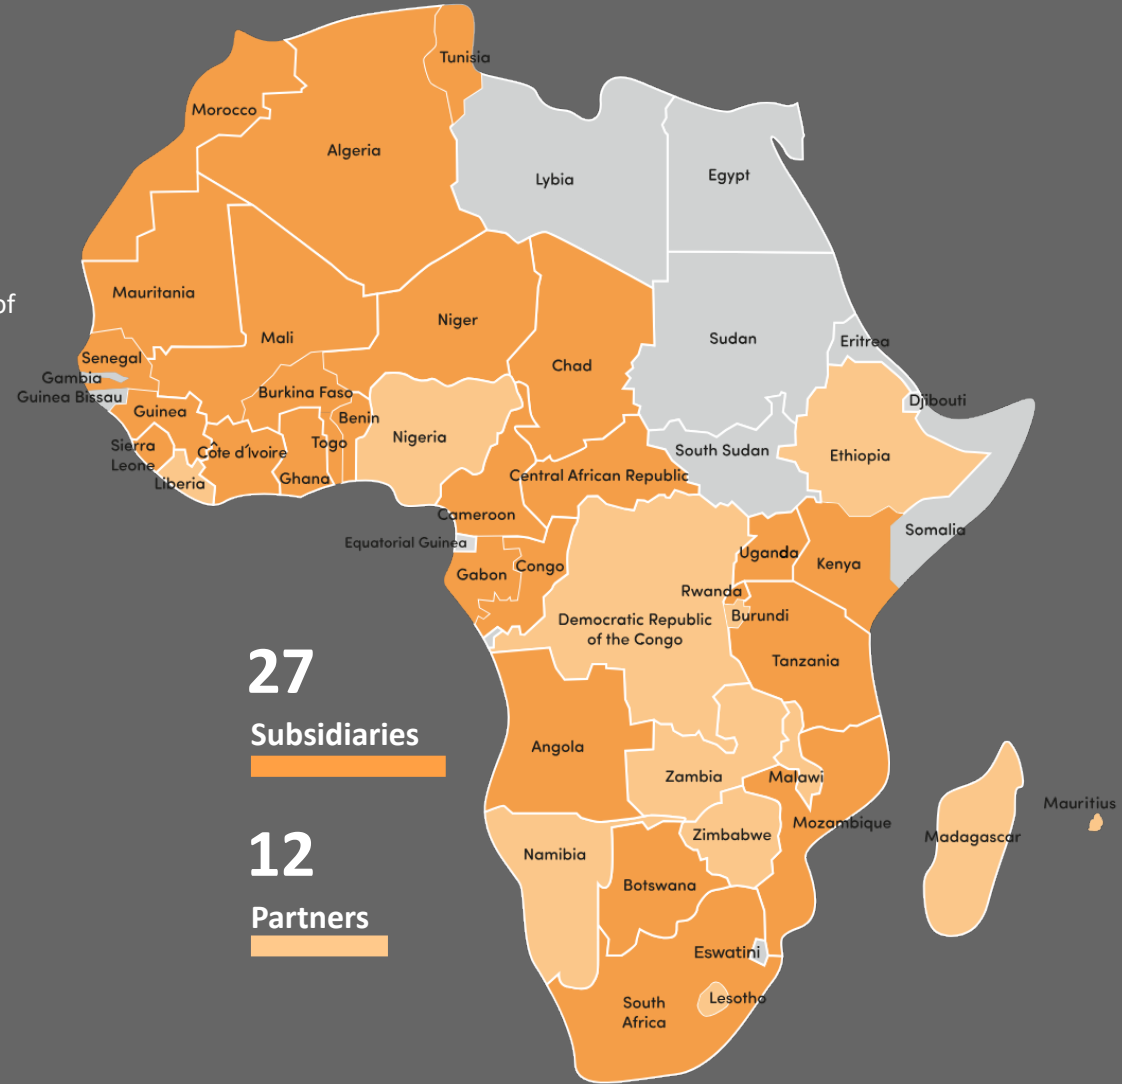 Tunisia
Morocco
Algeria
Lybia
Egypt
of
Mauritania
Niger
Mali
Sudan
Eritrea
Senegal
Chad
Gambia
Burkina Faso
Guinea Bissau
Djibouti
Guinea
Benin
Nigeria
Togo
Sierra
Leone
Côte d'Ivoire
South Sudan
Ethiopia
Liberia
Ghana
Central African Republic
Cameroon
Somalia
Equatorial Guinea
Uganda
Kenya
Gabon
Congo
Rwanda
Burundi
Democratic Republic
of the Congo
Tanzania
27
Subsidiaries
Angola
Zambia
Malawi
Mauritius
Mozambique
Zimbabwe
Madagascar
12
Partners
Namibia
Botswana
Eswatini
Lesotho
South
Africa